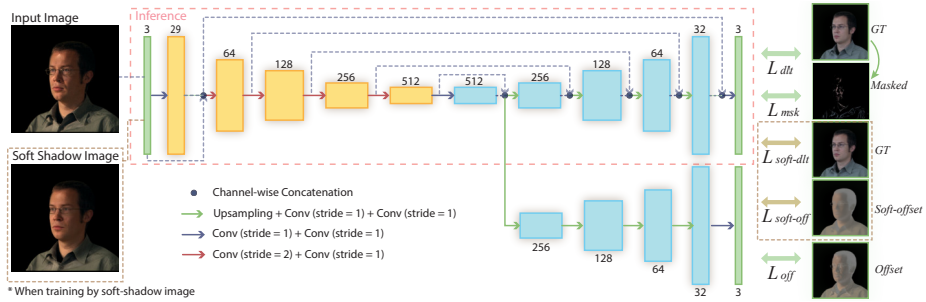 Input Image
Inference
3
29
64
128
256
512
512
256
128
64
32
3
L dlt
GT
Masked
L msk
Soft Shadow Image
L soft-dlt
GT
L soft-off
Soft-offset
L off
Offset
Channel-wise Concatenation
Upsampling + Conv (stride = 1) + Conv (stride = 1)
Conv (stride = 1) + Conv (stride = 1)
Conv (stride = 2) + Conv (stride = 1)
256
128
64
32
3
* When training by soft-shadow image